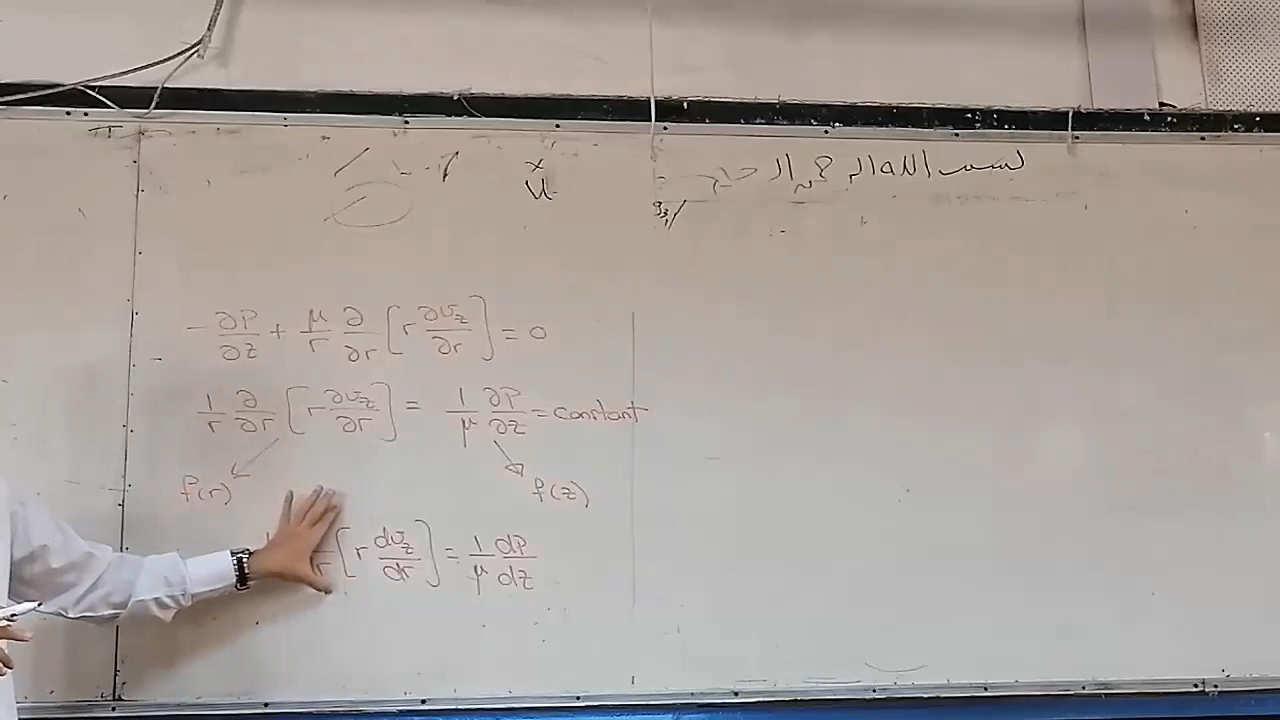 بسم الله الرحمن الرحيم
-∂P/∂z + μ/r ∂/∂r [r ∂v_z/∂r] = 0
1/r ∂/∂r [r ∂v_z/∂r] = 1/μ ∂P/∂z = constant
f(r) f(z)
[r dv_z/dr] = 1/μ dP/dz